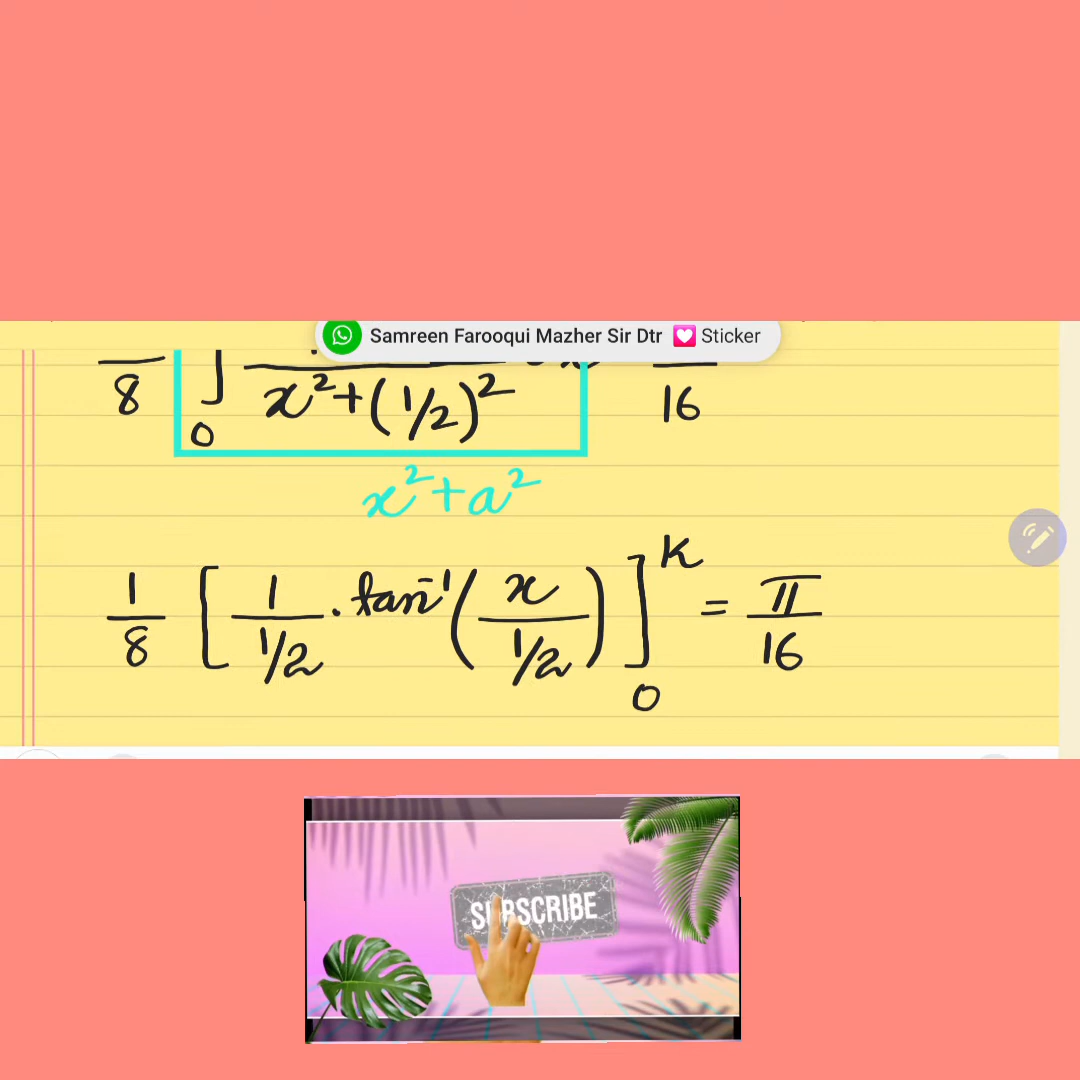 Samreen Farooqui Mazher Sir Dtr 💟 Sticker
8 ∫₀ x²+(1/2)² 16
x²+a²
1/8 [ 1/(1/2) · tan⁻¹( x/(1/2) ) ]₀ᴷ = π/16
SUBSCRIBE